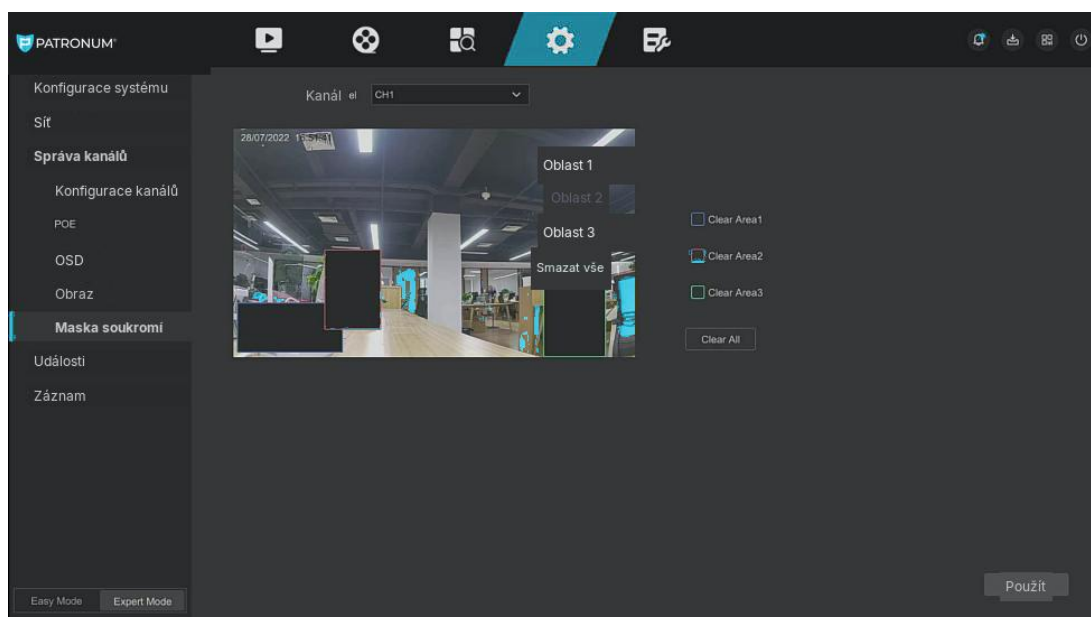 PATRONUM®
Konfigurace systému
Síť
Správa kanálů
Konfigurace kanálů
POE
OSD
Obraz
Maska soukromí
Události
Záznam
Easy Mode
Expert Mode
Kanál el
CH1
28/07/2022
Oblast 1
Oblast 2
Oblast 3
Smazat vše
Clear Area1
Clear Area2
Clear Area3
Clear All
Použít